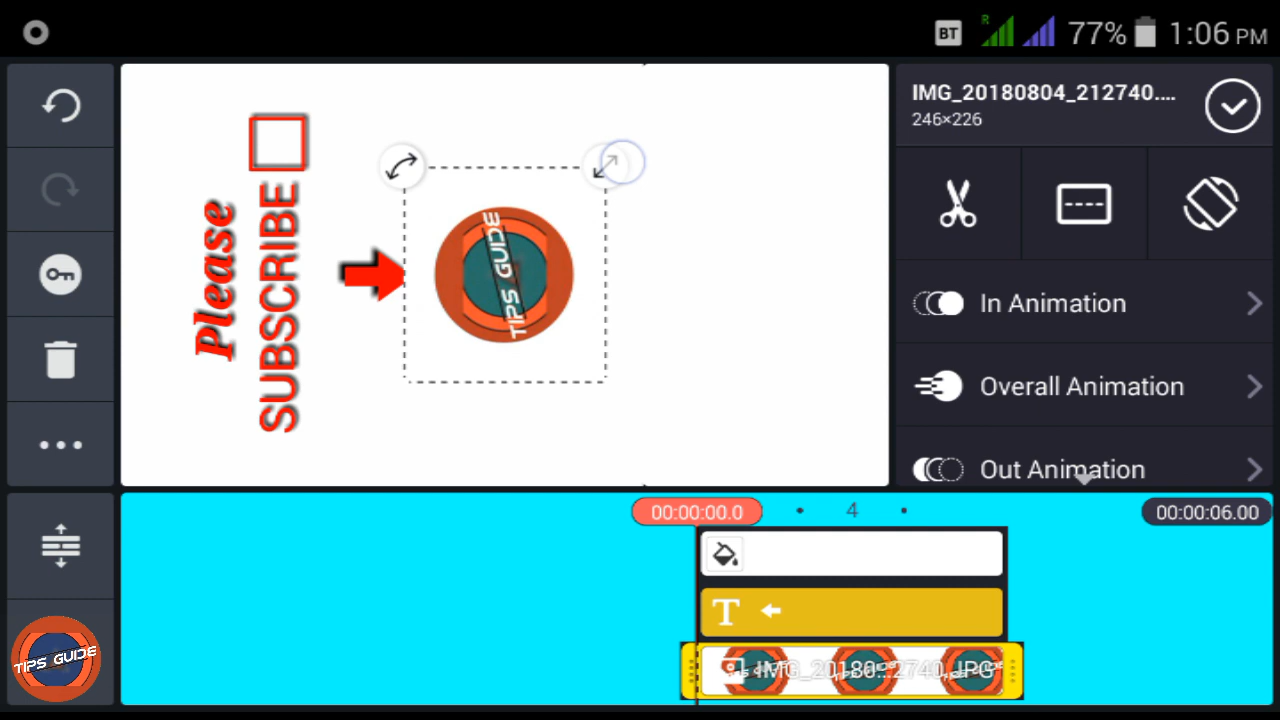 BT R 77% 1:06 PM
IMG_20180804_212740....
246×226
Please
SUBSCRIBE
TIPS GUIDE
In Animation
Overall Animation
Out Animation
00:00:00.0 4 00:00:06.00
T
IMG_20180...2740.JPG
TIPS GUIDE